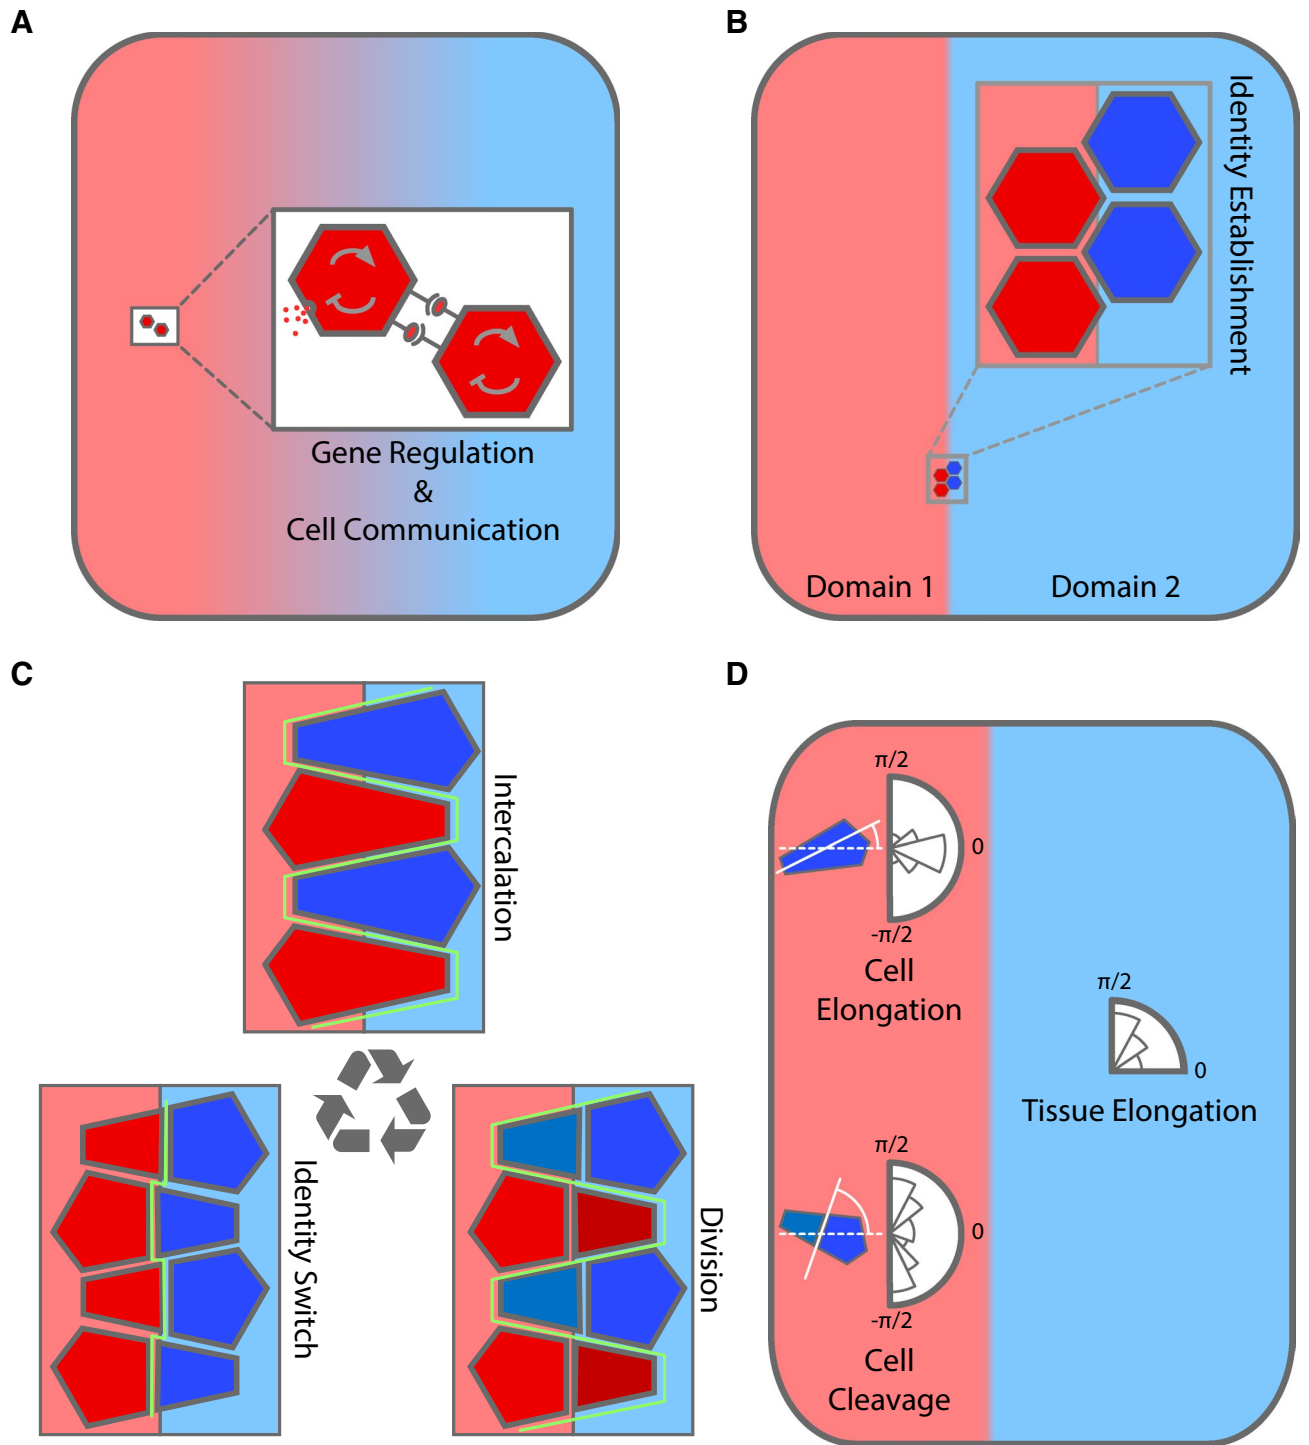 A
Gene Regulation
&
Cell Communication
B
Identity Establishment
Domain 1
Domain 2
C
Intercalation
Identity Switch
Division
D
π/2
0
-π/2
Cell
Elongation
π/2
0
Tissue Elongation
π/2
0
-π/2
Cell
Cleavage